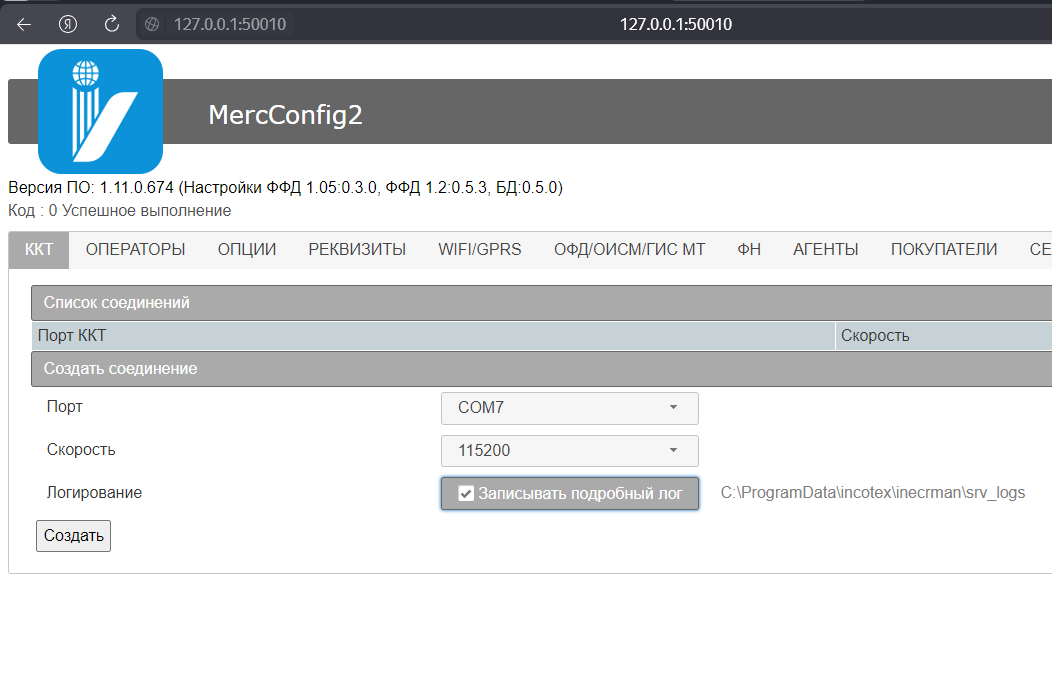 Я 127.0.0.1:50010 127.0.0.1:50010
MercConfig2
Версия ПО: 1.11.0.674 (Настройки ФФД 1.05:0.3.0, ФФД 1.2:0.5.3, БД:0.5.0)
Код : 0 Успешное выполнение
ККТ ОПЕРАТОРЫ ОПЦИИ РЕКВИЗИТЫ WIFI/GPRS ОФД/ОИСМ/ГИС МТ ФН АГЕНТЫ ПОКУПАТЕЛИ СЕ
Список соединений
Порт ККТ Скорость
Создать соединение
Порт COM7
Скорость 115200
Логирование Записывать подробный лог C:\ProgramData\incotex\inecrman\srv_logs
Создать